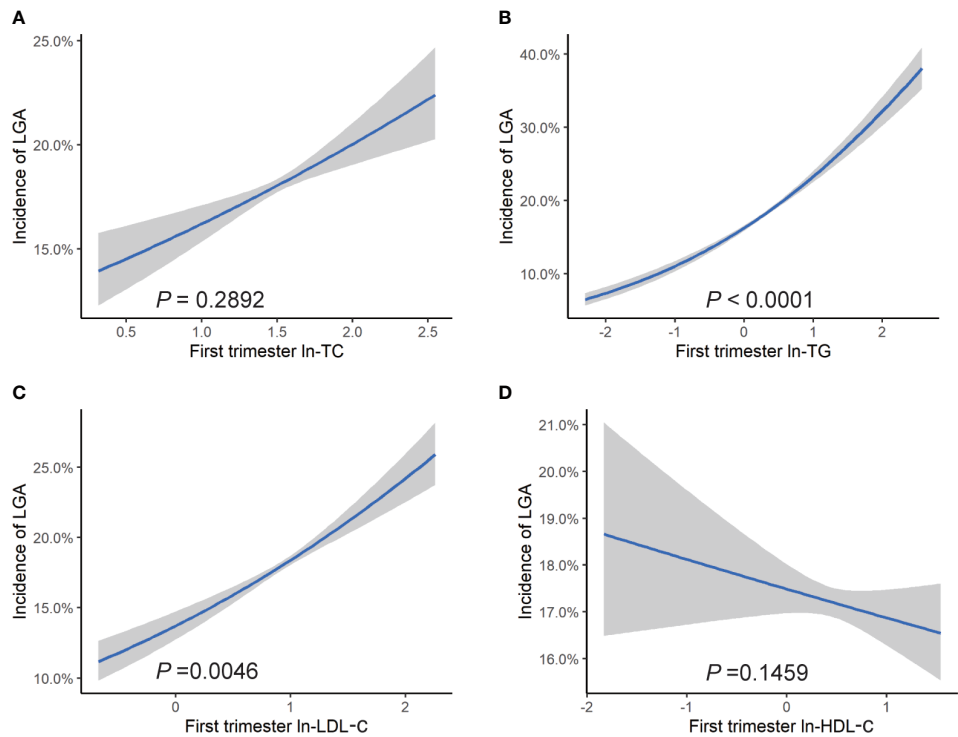 A
25.0%
20.0%
15.0%
Incidence of LGA
P = 0.2892
0.5 1.0 1.5 2.0 2.5
First trimester ln-TC
B
40.0%
30.0%
20.0%
10.0%
Incidence of LGA
P < 0.0001
-2 -1 0 1 2
First trimester ln-TG
C
25.0%
20.0%
15.0%
10.0%
Incidence of LGA
P =0.0046
0 1 2
First trimester ln-LDL-C
D
21.0%
20.0%
19.0%
18.0%
17.0%
16.0%
Incidence of LGA
P =0.1459
-2 -1 0 1
First trimester ln-HDL-C